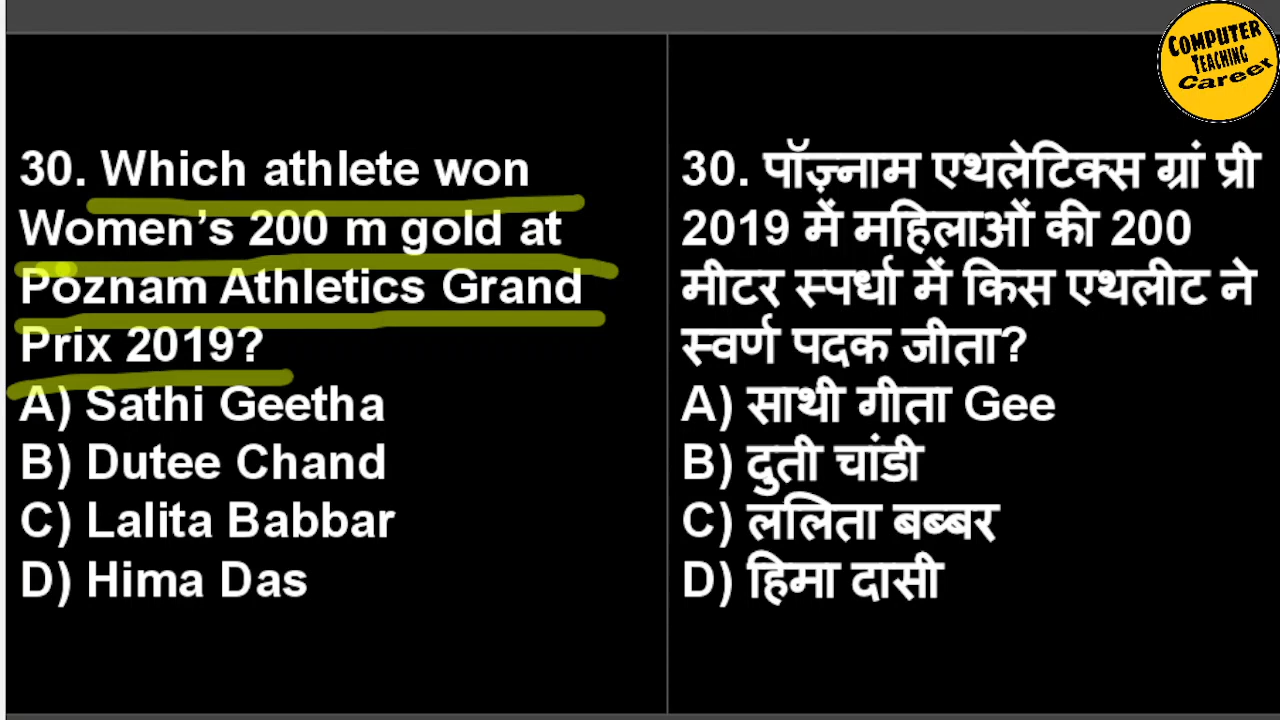 COMPUTER
TEACHING
Career
30. Which athlete won
Women’s 200 m gold at
Poznam Athletics Grand
Prix 2019?
A) Sathi Geetha
B) Dutee Chand
C) Lalita Babbar
D) Hima Das
30. पॉज़्नाम एथलेटिक्स ग्रां प्री
2019 में महिलाओं की 200
मीटर स्पर्धा में किस एथलीट ने
स्वर्ण पदक जीता?
A) साथी गीता Gee
B) दुती चांडी
C) ललिता बब्बर
D) हिमा दासी